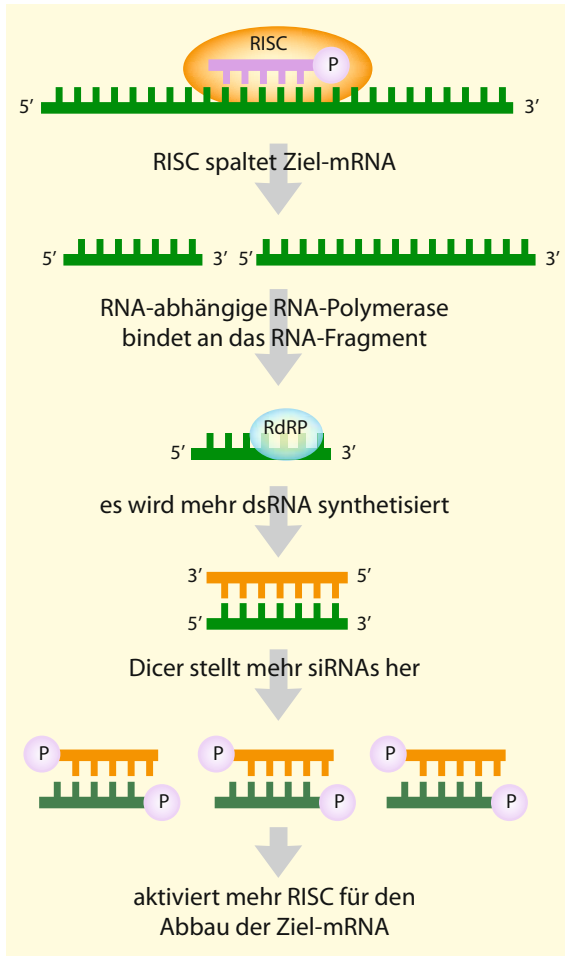 RISC
P
5’ 3’
RISC spaltet Ziel-mRNA
5’ 3’ 5’ 3’
RNA-abhängige RNA-Polymerase
bindet an das RNA-Fragment
RdRP
5’ 3’
es wird mehr dsRNA synthetisiert
3’ 5’
5’ 3’
Dicer stellt mehr siRNAs her
P P P
P P P
aktiviert mehr RISC für den
Abbau der Ziel-mRNA